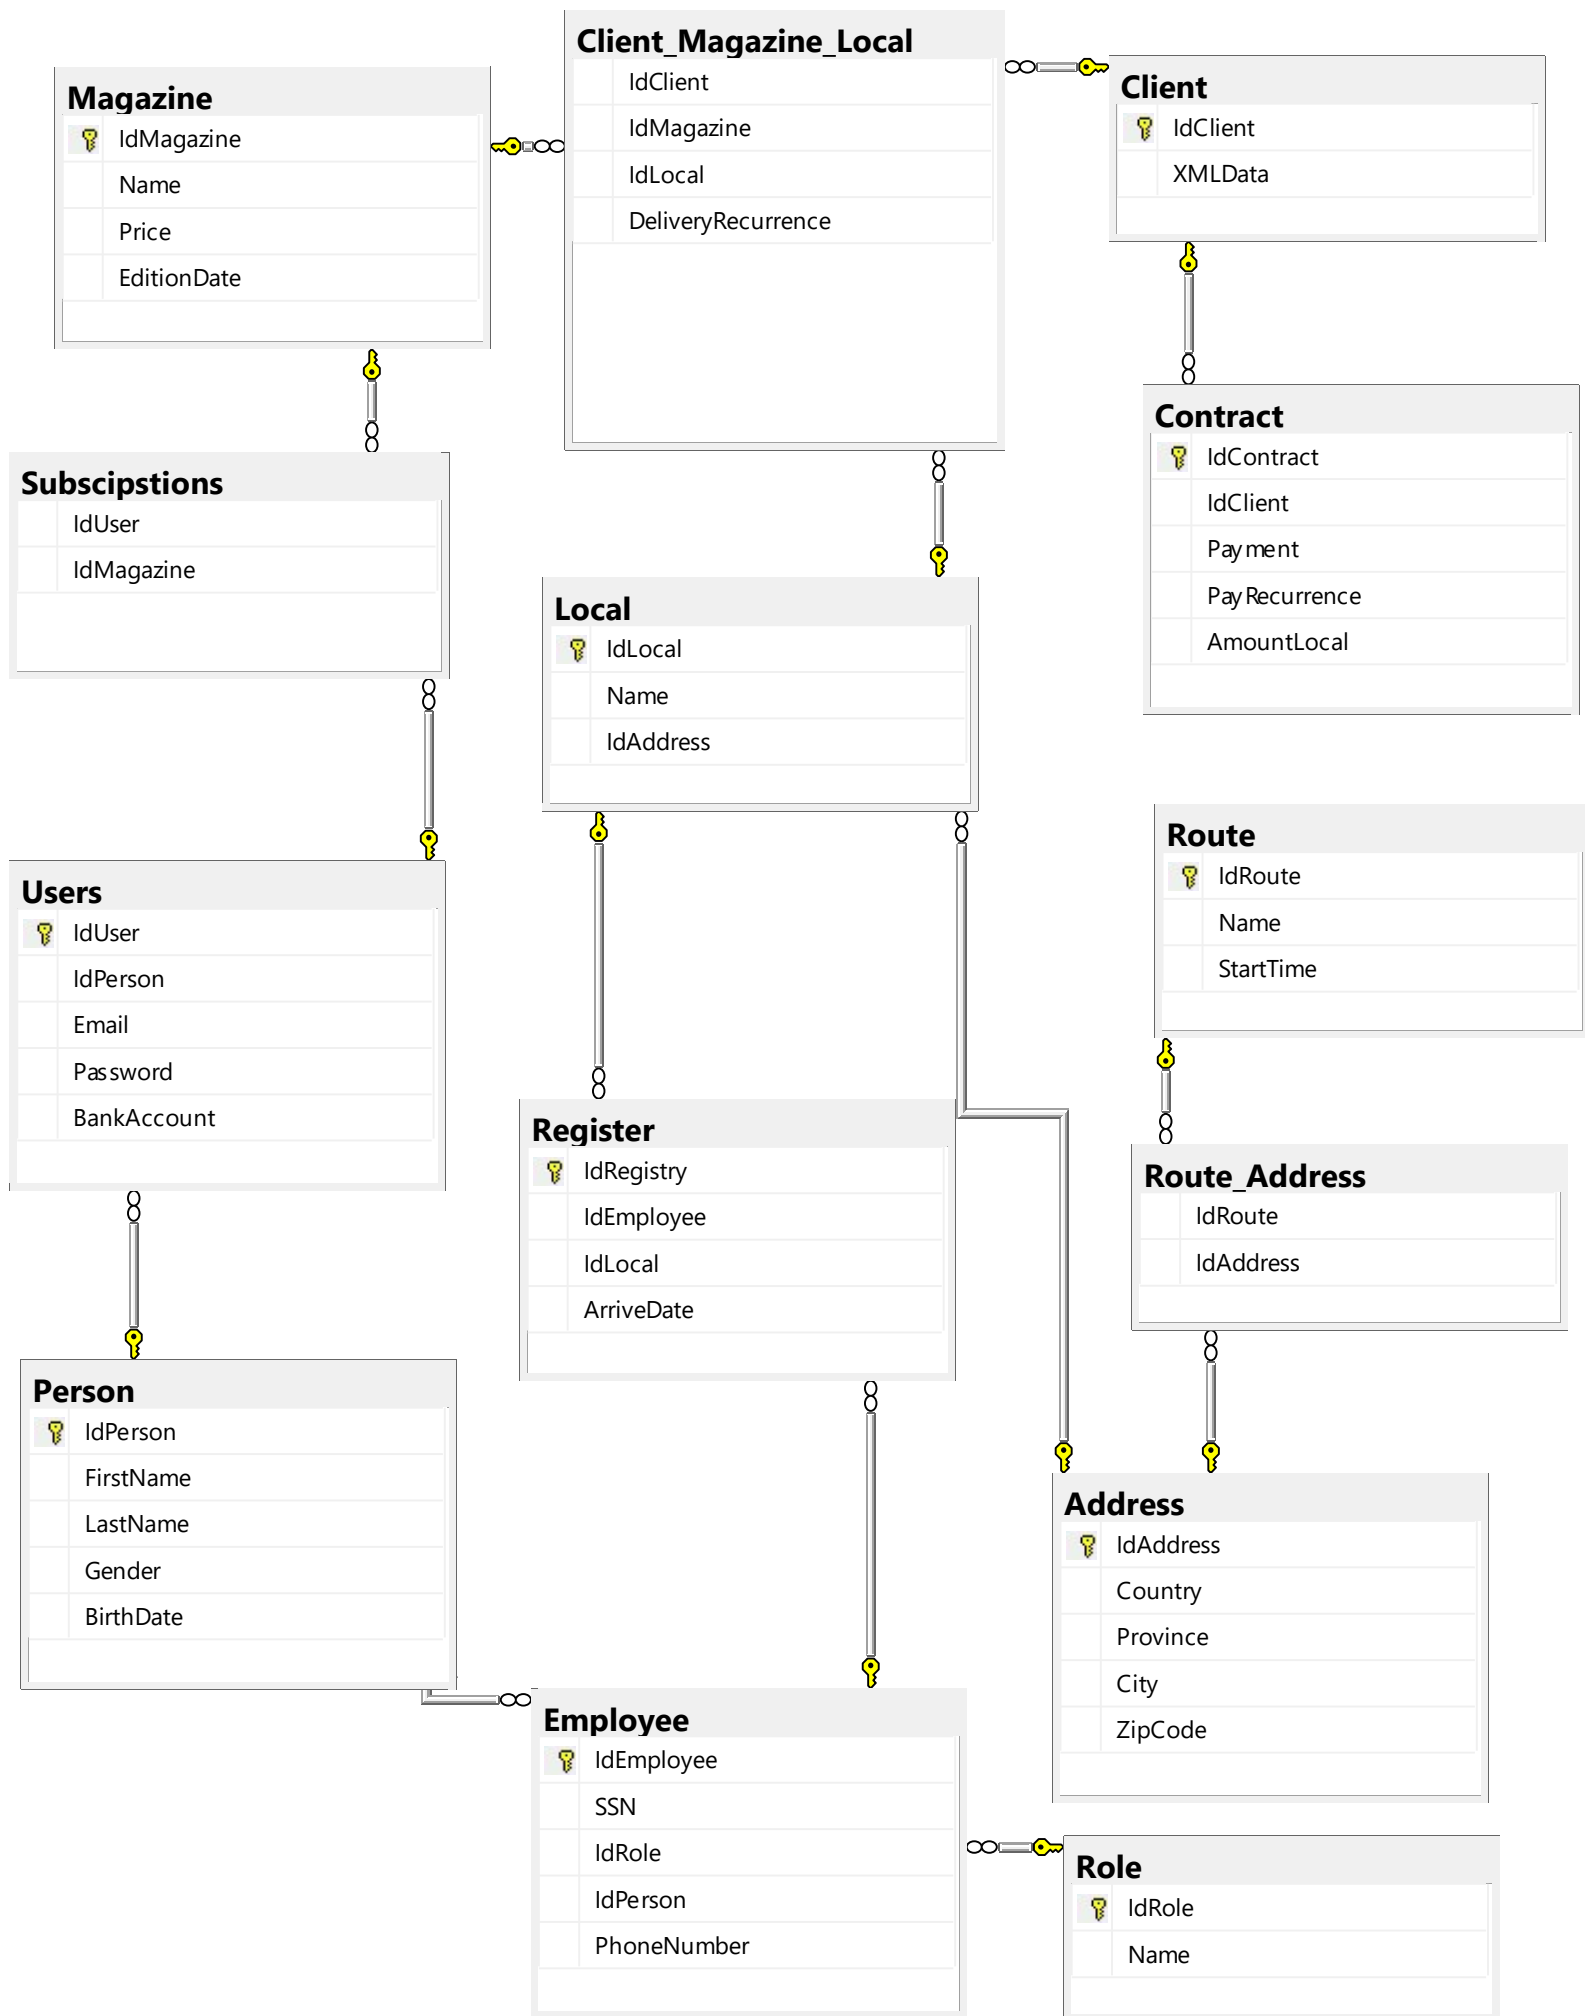 Client_Magazine_Local
IdClient
IdMagazine
IdLocal
DeliveryRecurrence
Magazine
IdMagazine
Name
Price
EditionDate
Client
IdClient
XMLData
Contract
IdContract
IdClient
Payment
PayRecurrence
AmountLocal
Subscipstions
IdUser
IdMagazine
Local
IdLocal
Name
IdAddress
Route
IdRoute
Name
StartTime
Users
IdUser
IdPerson
Email
Password
BankAccount
Register
IdRegistry
IdEmployee
IdLocal
ArriveDate
Route_Address
IdRoute
IdAddress
Person
IdPerson
FirstName
LastName
Gender
BirthDate
Address
IdAddress
Country
Province
City
ZipCode
Employee
IdEmployee
SSN
IdRole
IdPerson
PhoneNumber
Role
IdRole
Name